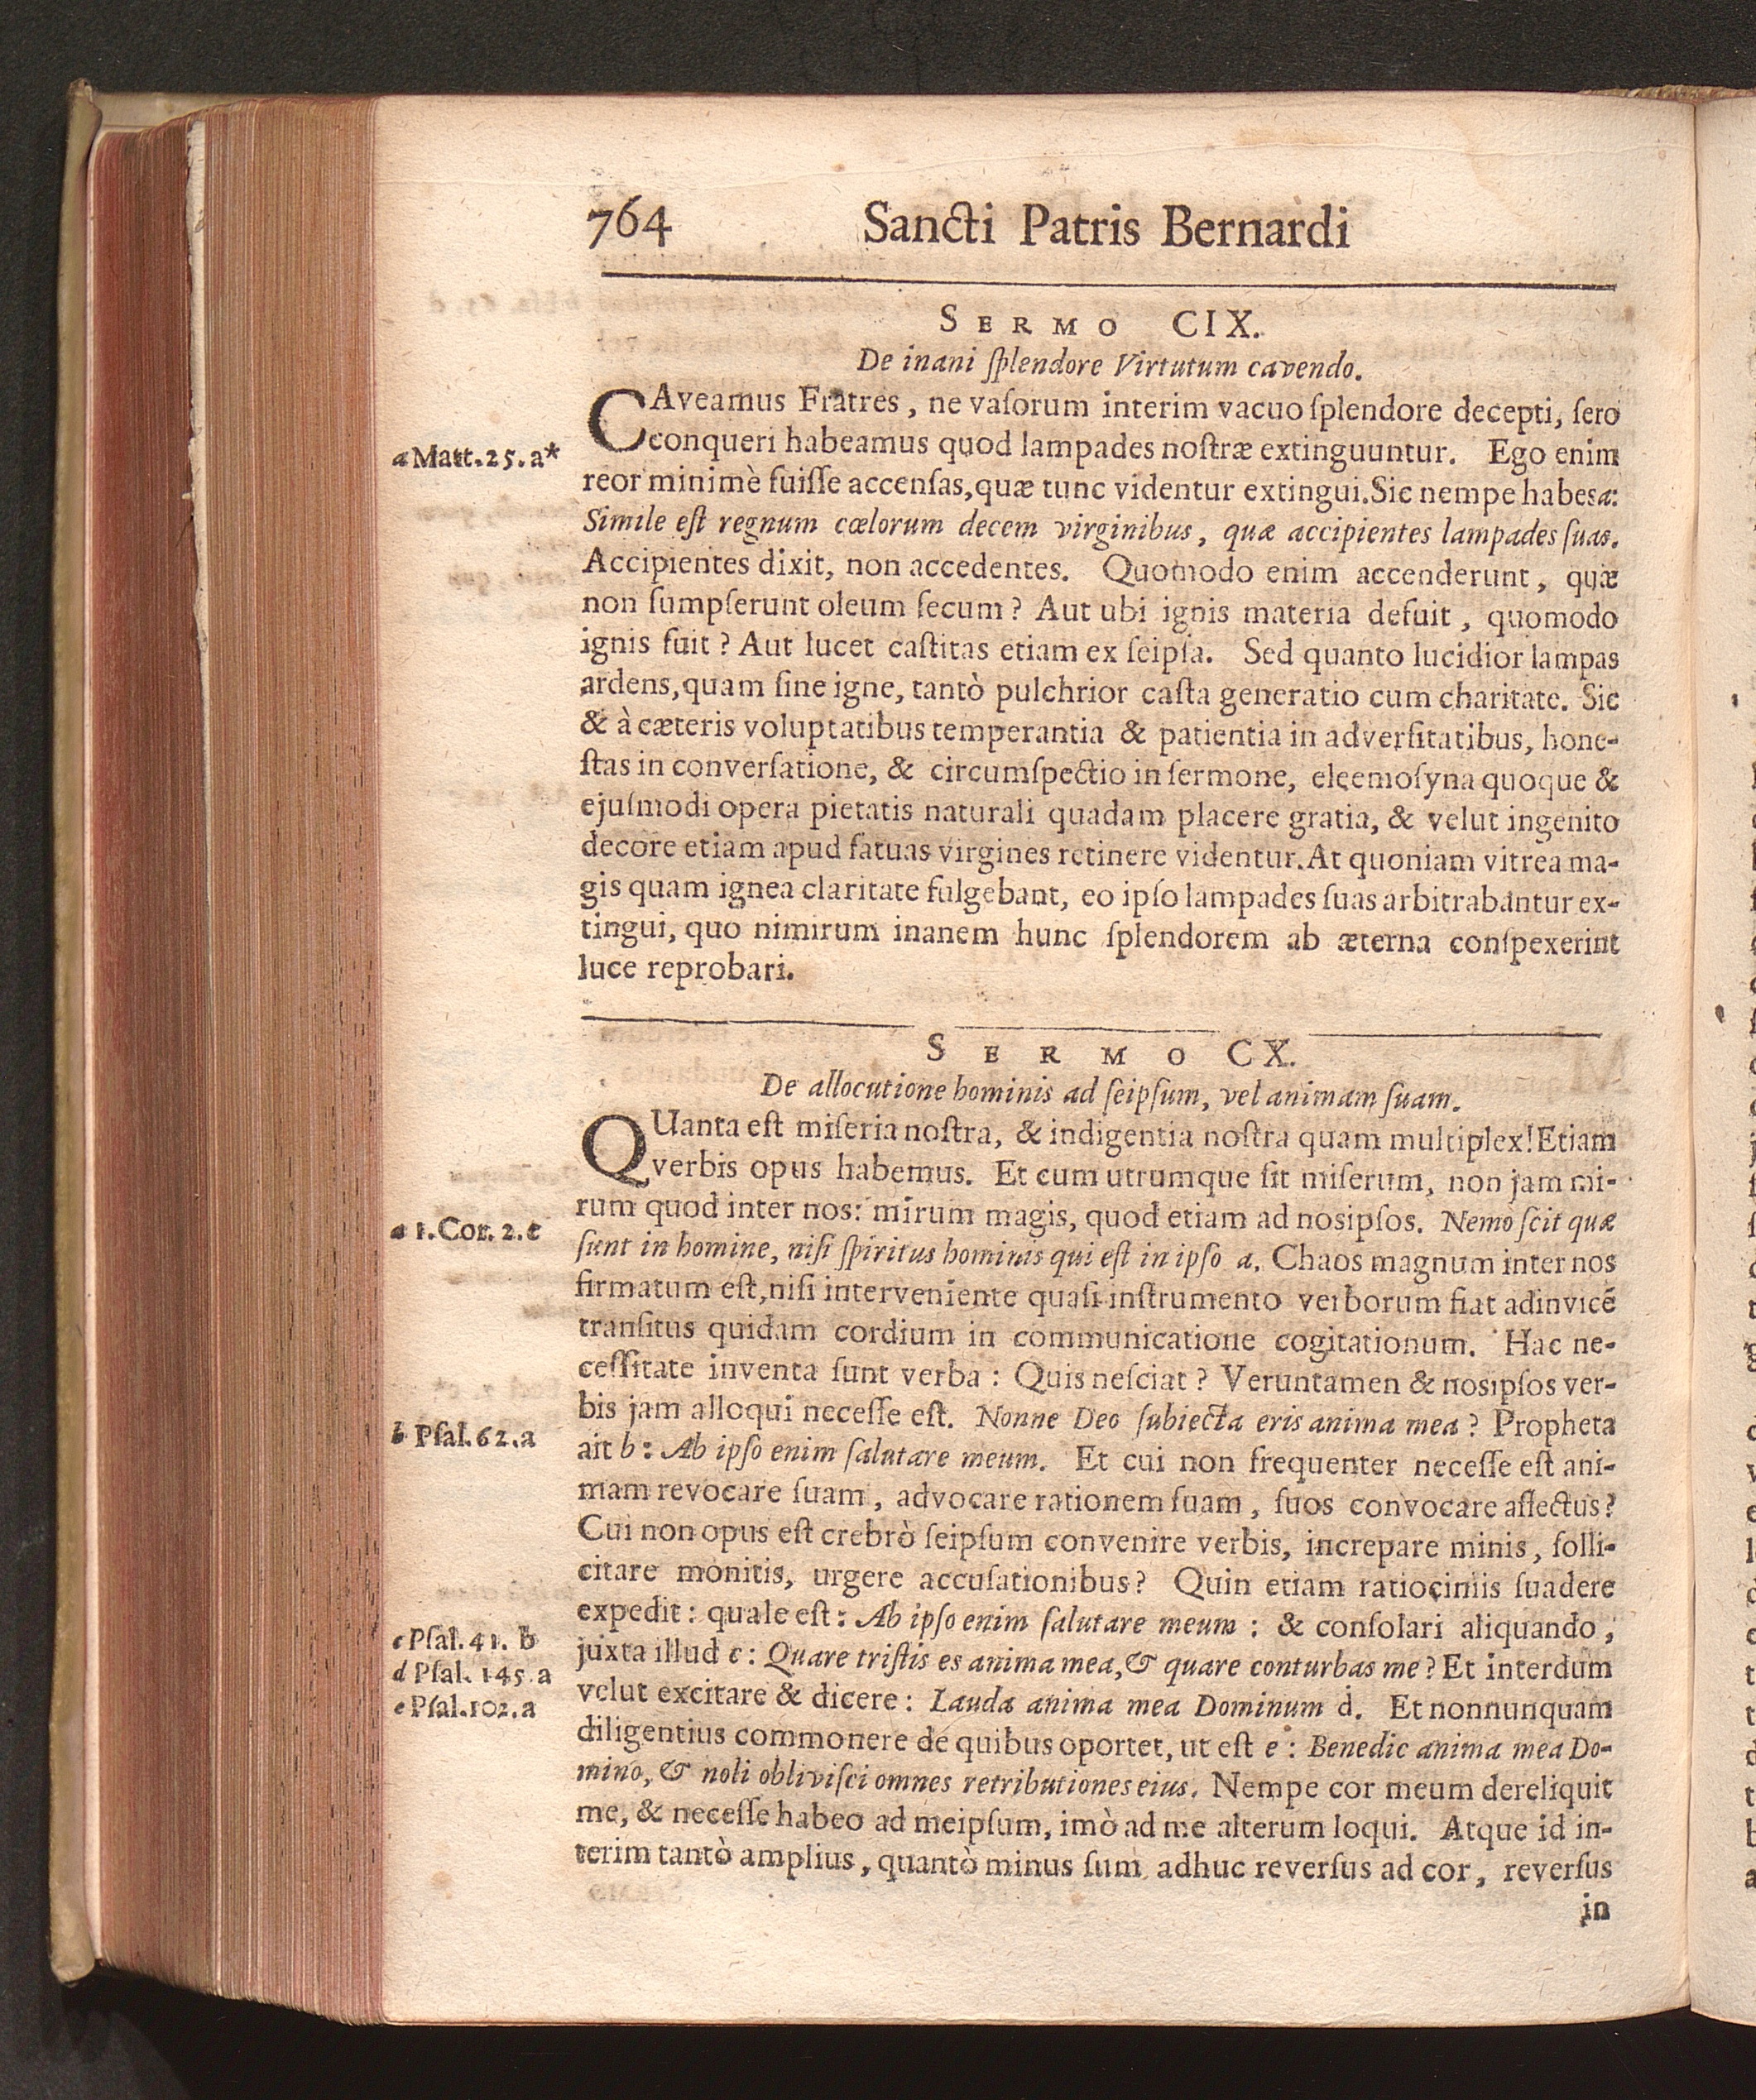 764 Sancti Patris Bernardi
SERMO CIX.
De inani ſplendore Virtutum cavendo.
CAveamus Fratres, ne vaſorum interim vacuo ſplendore decepti, ſero
conqueri habeamus quod lampades noſtræ extinguuntur. Ego enim
a Matt. 25. a*
reor minimè fuiſſe accenſas, quæ tunc videntur extingui. Sic nempe habes a:
Simile eſt regnum cœlorum decem virginibus, quæ accipientes lampades ſuas.
Accipientes dixit, non accedentes. Quomodo enim accenderunt, quæ
non ſumpſerunt oleum ſecum? Aut ubi ignis materia defuit, quomodo
ignis fuit? Aut lucet caſtitas etiam ex ſeipſa. Sed quanto lucidior lampas
ardens, quam ſine igne, tantò pulchrior caſta generatio cum charitate. Sic
& à cæteris voluptatibus temperantia & patientia in adverſitatibus, hone-
ſtas in converſatione, & circumſpectio in ſermone, eleemoſyna quoque &
ejuſmodi opera pietatis naturali quadam placere gratia, & velut ingenito
decore etiam apud fatuas virgines retinere videntur. At quoniam vitrea ma-
gis quam ignea claritate fulgebant, eo ipſo lampades ſuas arbitrabantur ex-
tingui, quo nimirum inanem hunc ſplendorem ab æterna conſpexerint
luce reprobari.
SERMO CX.
De allocutione hominis ad ſeipſum, vel animam ſuam.
QUanta eſt miſeria noſtra, & indigentia noſtra quam multiplex! Etiam
verbis opus habemus. Et cum utrumque ſit miſerum, non jam mi-
rum quod inter nos: mirum magis, quod etiam ad nosipſos. Nemo ſcit quæ
a 1. Cor. 2. c
ſunt in homine, niſi ſpiritus hominis qui eſt in ipſo a. Chaos magnum inter nos
firmatum eſt, niſi interveniente quaſi inſtrumento verborum fiat adinvicẽ
tranſitus quidam cordium in communicatione cogitationum. Hac ne-
ceſſitate inventa ſunt verba: Quis neſciat? Veruntamen & nosipſos ver-
bis jam alloqui neceſſe eſt. Nonne Deo ſubiecta eris anima mea? Propheta
b Pſal. 62. a
ait b: Ab ipſo enim ſalutare meum. Et cui non frequenter neceſſe eſt ani-
mam revocare ſuam, advocare rationem ſuam, ſuos convocare affectus?
Cui non opus eſt crebrò ſeipſum convenire verbis, increpare minis, ſolli-
citare monitis, urgere accuſationibus? Quin etiam ratiociniis ſuadere
expedit: quale eſt: Ab ipſo enim ſalutare meum: & conſolari aliquando,
c Pſal. 41. b
juxta illud c: Quare triſtis es anima mea, & quare conturbas me? Et interdum
d Pſal. 145. a
velut excitare & dicere: Lauda anima mea Dominum d. Et nonnunquam
e Pſal. 102. a
diligentius commonere de quibus oportet, ut eſt e: Benedic anima mea Do-
mino, & noli obliviſci omnes retributiones eius. Nempe cor meum dereliquit
me, & neceſſe habeo ad meipſum, imò ad me alterum loqui. Atque id in-
terim tantò amplius, quantò minus ſum adhuc reverſus ad cor, reverſus
in